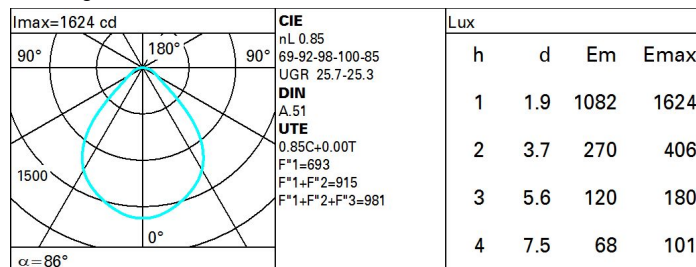 Imax=1624 cd
90°
180°
90°
1500
0°
α=86°
CIE
nL 0.85
69-92-98-100-85
UGR 25.7-25.3
DIN
A.51
UTE
0.85C+0.00T
F"1=693
F"1+F"2=915
F"1+F"2+F"3=981
Lux
h d Em Emax
1 1.9 1082 1624
2 3.7 270 406
3 5.6 120 180
4 7.5 68 101